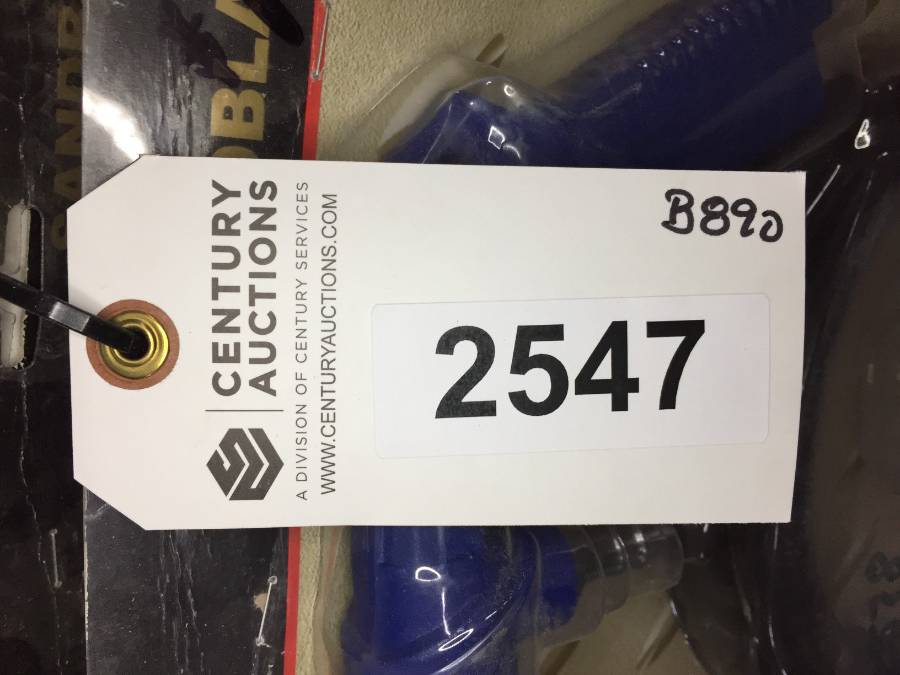 CENTURY
AUCTIONS
A DIVISION OF CENTURY SERVICES
WWW.CENTURYAUCTIONS.COM
B890
2547